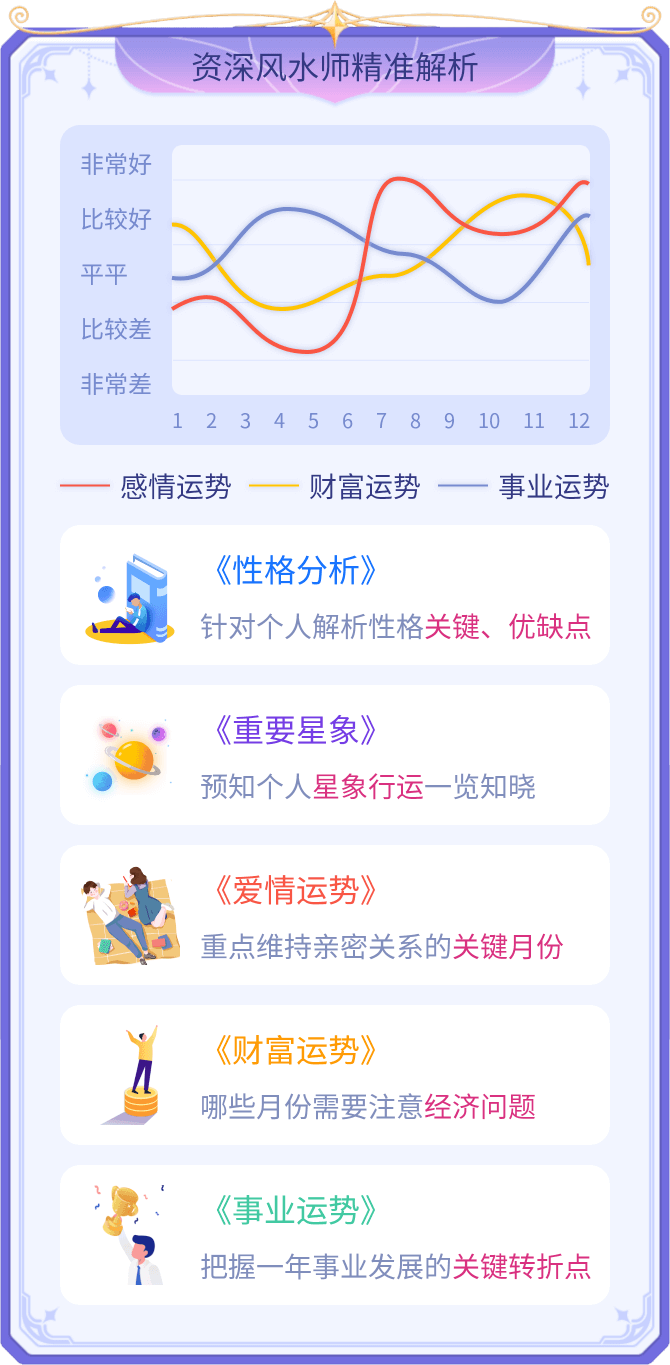 资深风水师精准解析
非常好
比较好
平平
比较差
非常差
1 2 3 4 5 6 7 8 9 10 11 12
感情运势 财富运势 事业运势
《性格分析》
针对个人解析性格关键、优缺点
《重要星象》
预知个人星象行运一览知晓
《爱情运势》
重点维持亲密关系的关键月份
《财富运势》
哪些月份需要注意经济问题
《事业运势》
把握一年事业发展的关键转折点